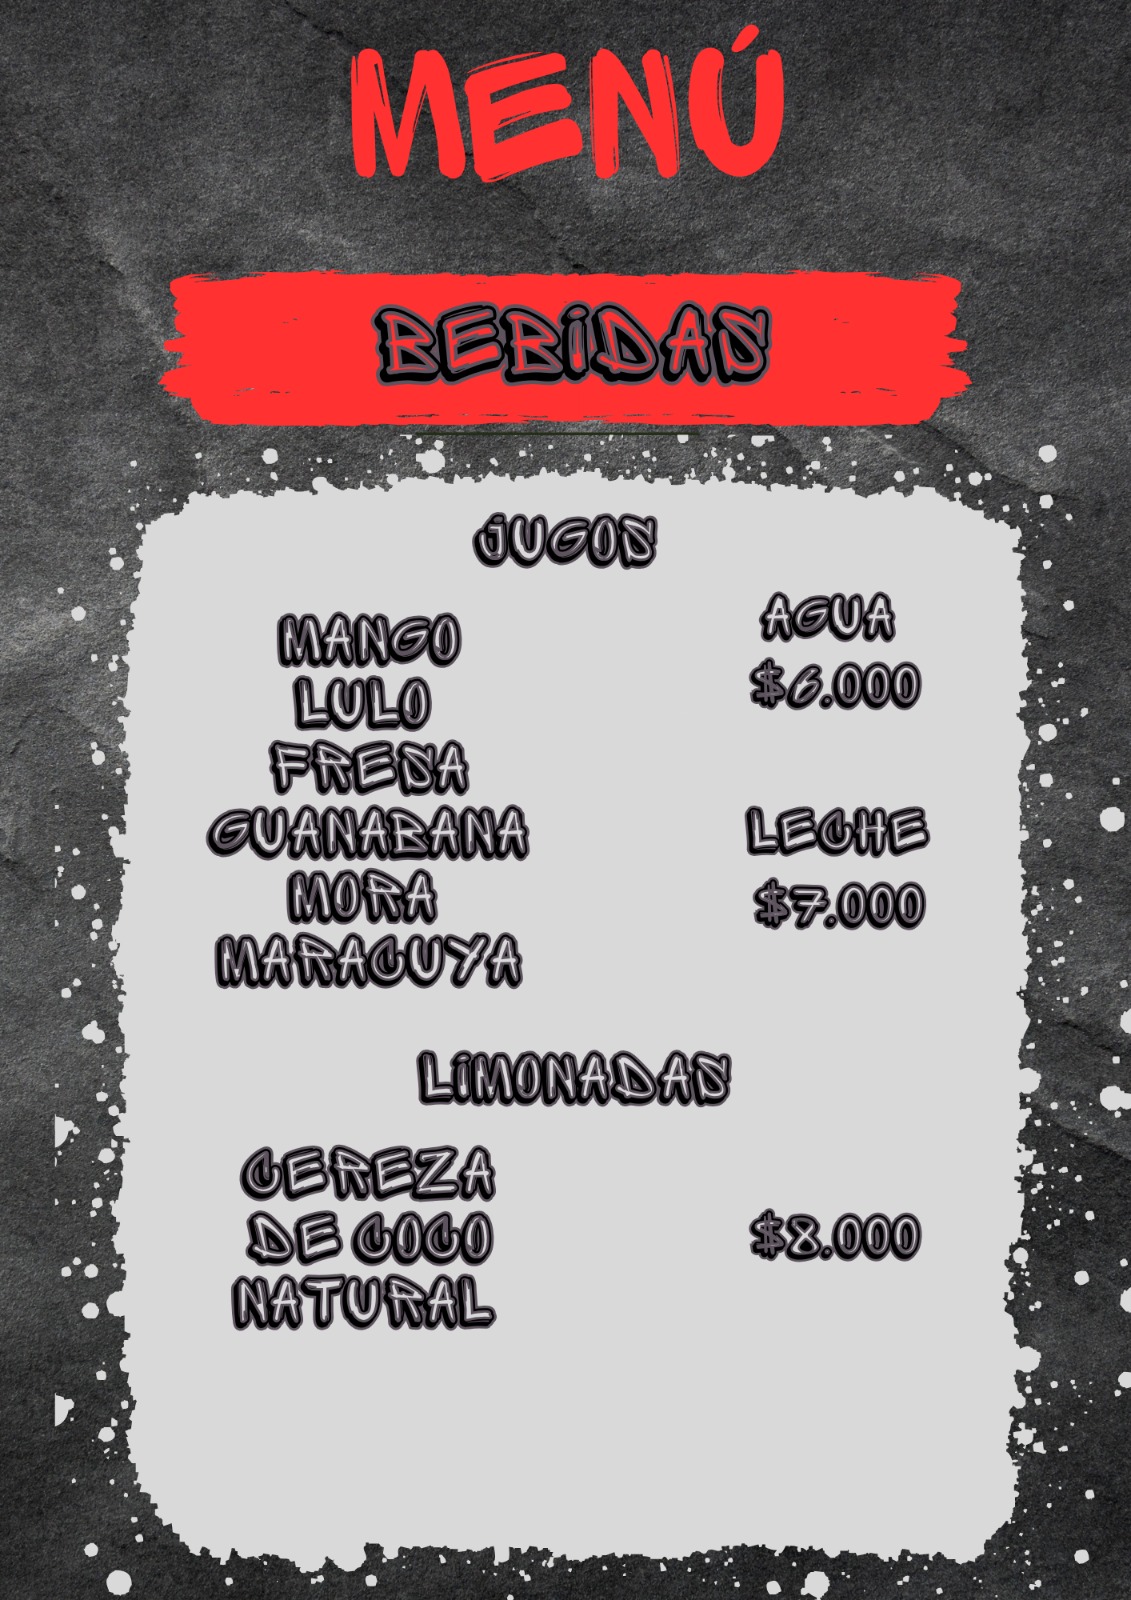 MENÚ
BEBIDAS
JUGOS
MANGO
LULO
FRESA
GUANABANA
MORA
MARACUYA
AGUA
$6.000
LECHE
$7.000
LIMONADAS
CEREZA
DE COCO
NATURAL
$8.000